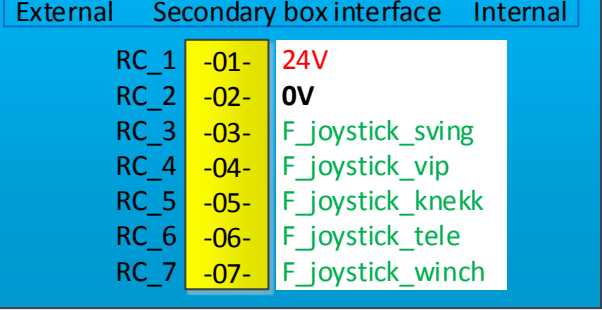 External Secondary box interface Internal
RC_1 -01- 24V
RC_2 -02- 0V
RC_3 -03- F_joystick_sving
RC_4 -04- F_joystick_vip
RC_5 -05- F_joystick_knekk
RC_6 -06- F_joystick_tele
RC_7 -07- F_joystick_winch